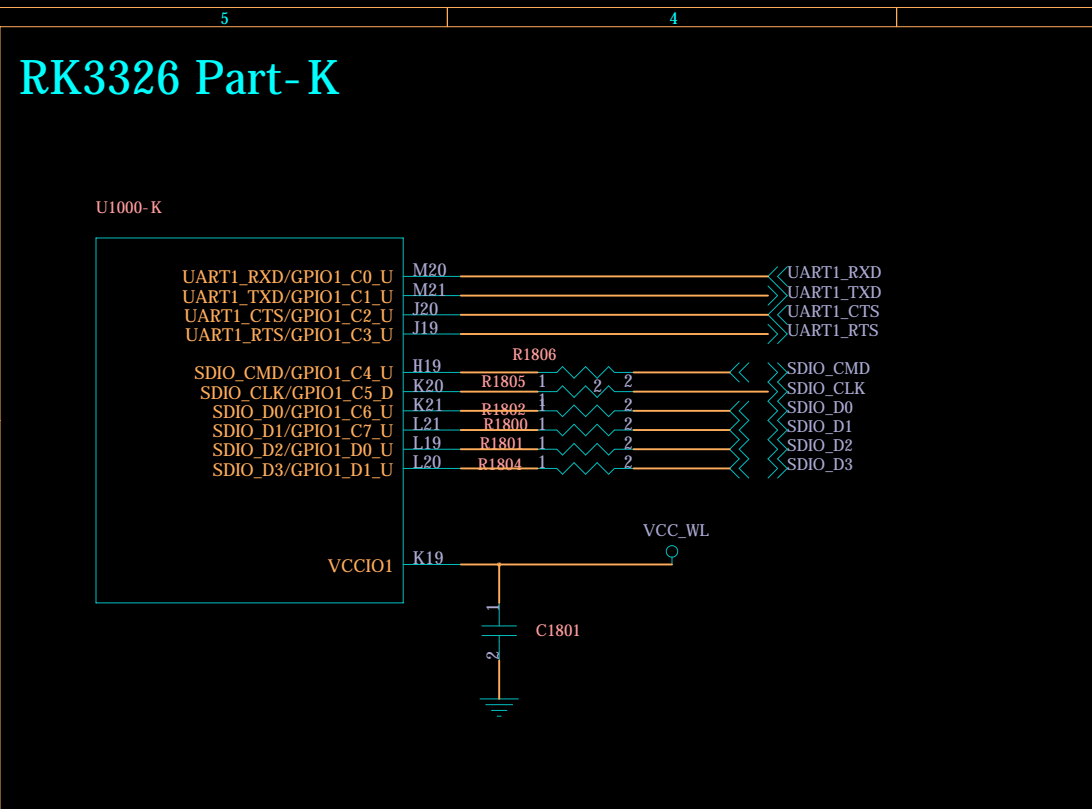 5 4
RK3326 Part-K
U1000-K
UART1_RXD/GPIO1_C0_U M20 UART1_RXD
UART1_TXD/GPIO1_C1_U M21 UART1_TXD
UART1_CTS/GPIO1_C2_U J20 UART1_CTS
UART1_RTS/GPIO1_C3_U J19 UART1_RTS
R1806
SDIO_CMD/GPIO1_C4_U H19 1 2 SDIO_CMD
SDIO_CLK/GPIO1_C5_D K20 R1805 1 2 SDIO_CLK
SDIO_D0/GPIO1_C6_U K21 R1802 1 2 SDIO_D0
SDIO_D1/GPIO1_C7_U L21 R1800 1 2 SDIO_D1
SDIO_D2/GPIO1_D0_U L19 R1801 1 2 SDIO_D2
SDIO_D3/GPIO1_D1_U L20 R1804 1 2 SDIO_D3
VCC_WL
VCCIO1 K19
1
C1801
2